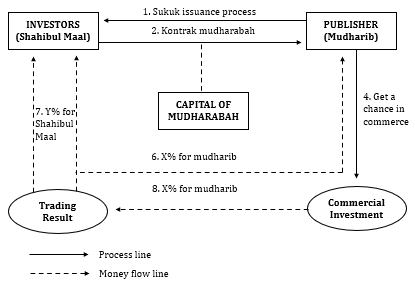 1. Sukuk issuance process
INVESTORS
(Shahibul Maal)
PUBLISHER
(Mudharib)
2. Kontrak mudharabah
CAPITAL OF
MUDHARABAH
4. Get a
chance in
commerce
7. Y% for
Shahibul
Maal
6. X% for mudharib
8. X% for mudharib
Trading
Result
Commercial
Investment
Process line
Money flow line